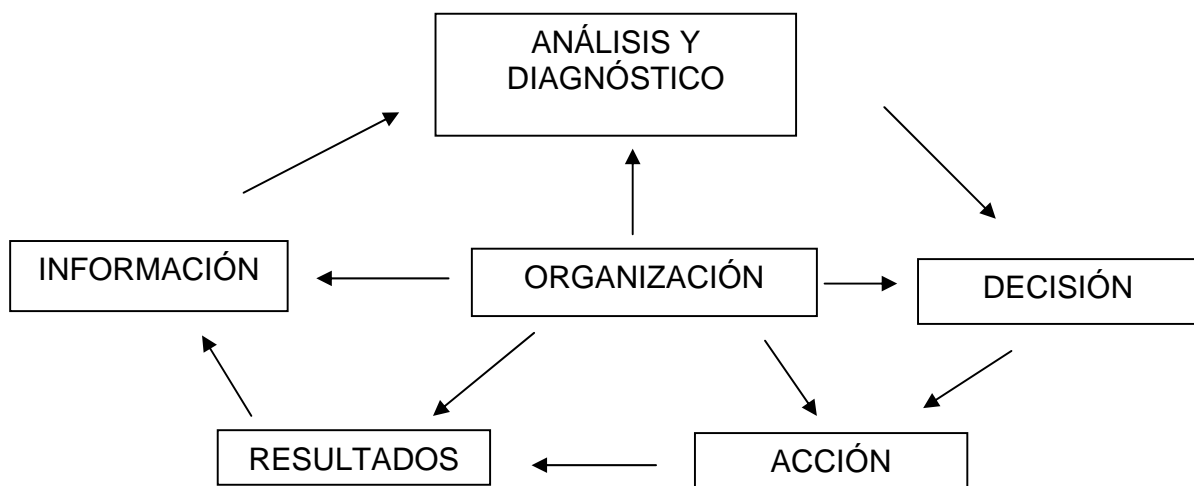 ANÁLISIS Y
DIAGNÓSTICO
INFORMACIÓN
ORGANIZACIÓN
DECISIÓN
RESULTADOS
ACCIÓN